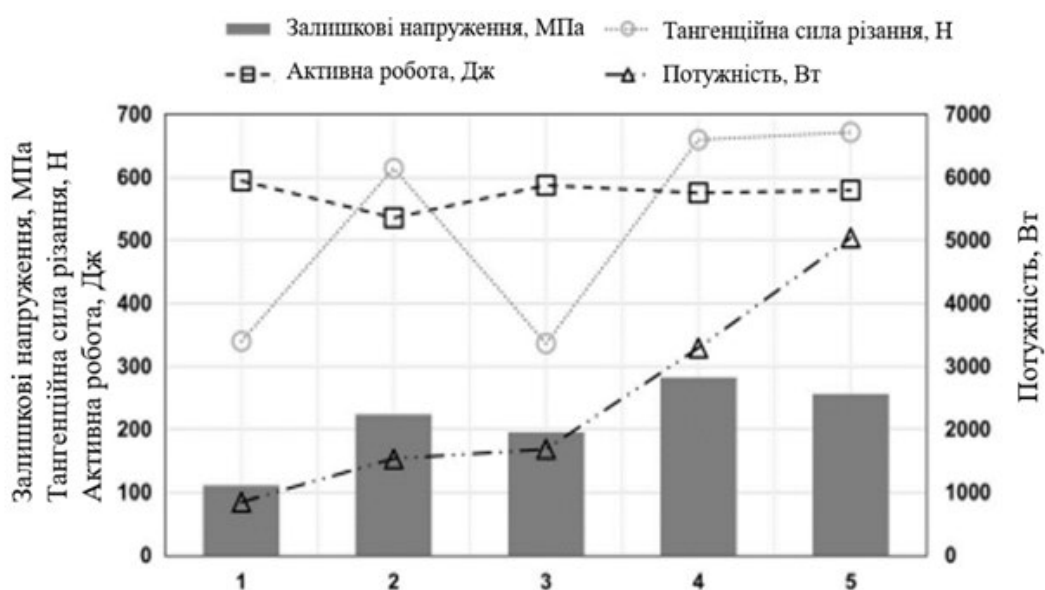 Залишкові напруження, МПа
Тангенційна сила різання, Н
Активна робота, Дж
Потужність, Вт
Залишкові напруження, МПа
Тангенційна сила різання, Н
Активна робота, Дж
700
600
500
400
300
200
100
0
7000
6000
5000
4000
3000
2000
1000
0
Потужність, Вт
1 2 3 4 5